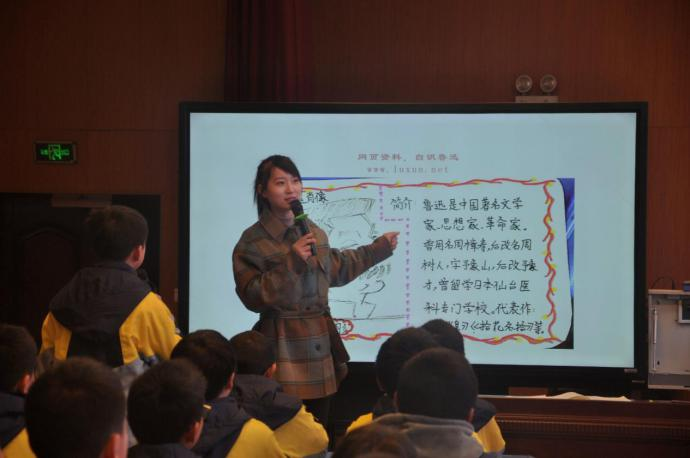 网页资料，自识鲁迅
www.luxun.net
肖像
简介
鲁迅是中国著名文学
家、思想家、革命家。
曾用名周樟寿,后改名周
树人,字豫山,后改豫
才,曾留学日本仙台医
科专门学校。代表作